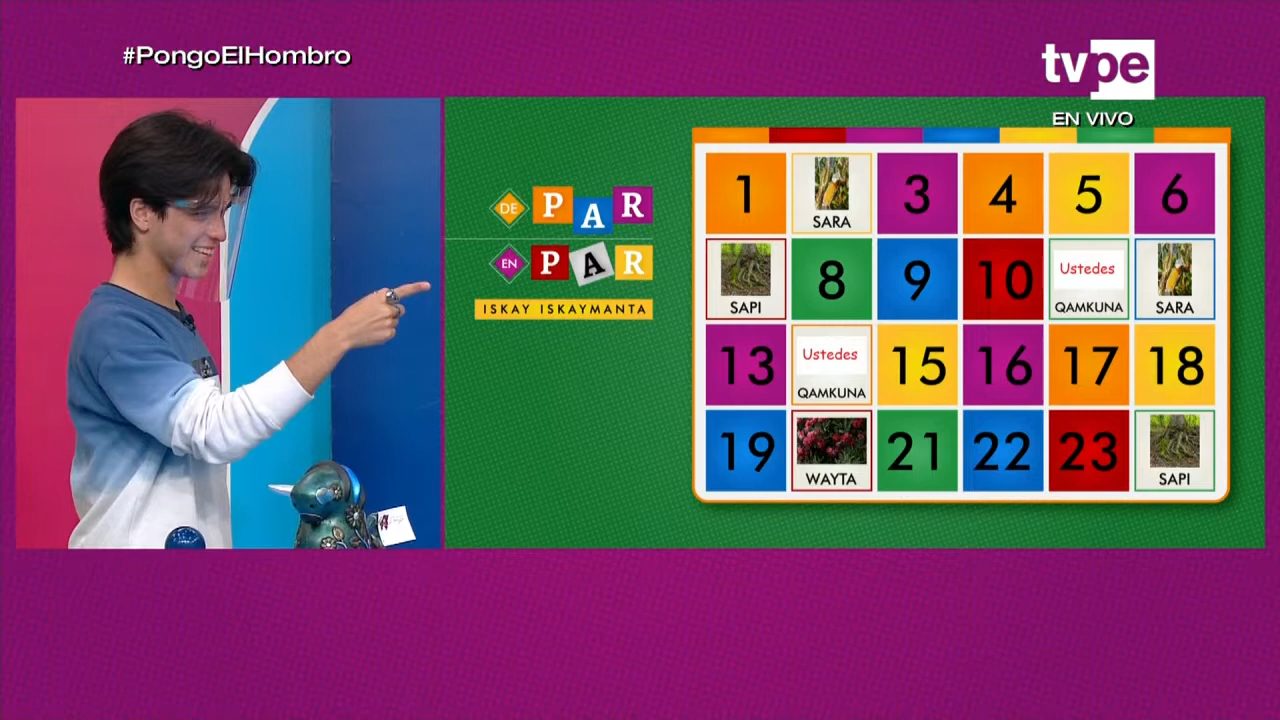 #PongoElHombro
tvpe
EN VIVO
DE PAR
EN PAR
ISKAY ISKAYMANTA
1
SARA
3
4
5
6
SAPI
8
9
10
Ustedes
QAMKUNA
SARA
13
Ustedes
QAMKUNA
15
16
17
18
19
WAYTA
21
22
23
SAPI